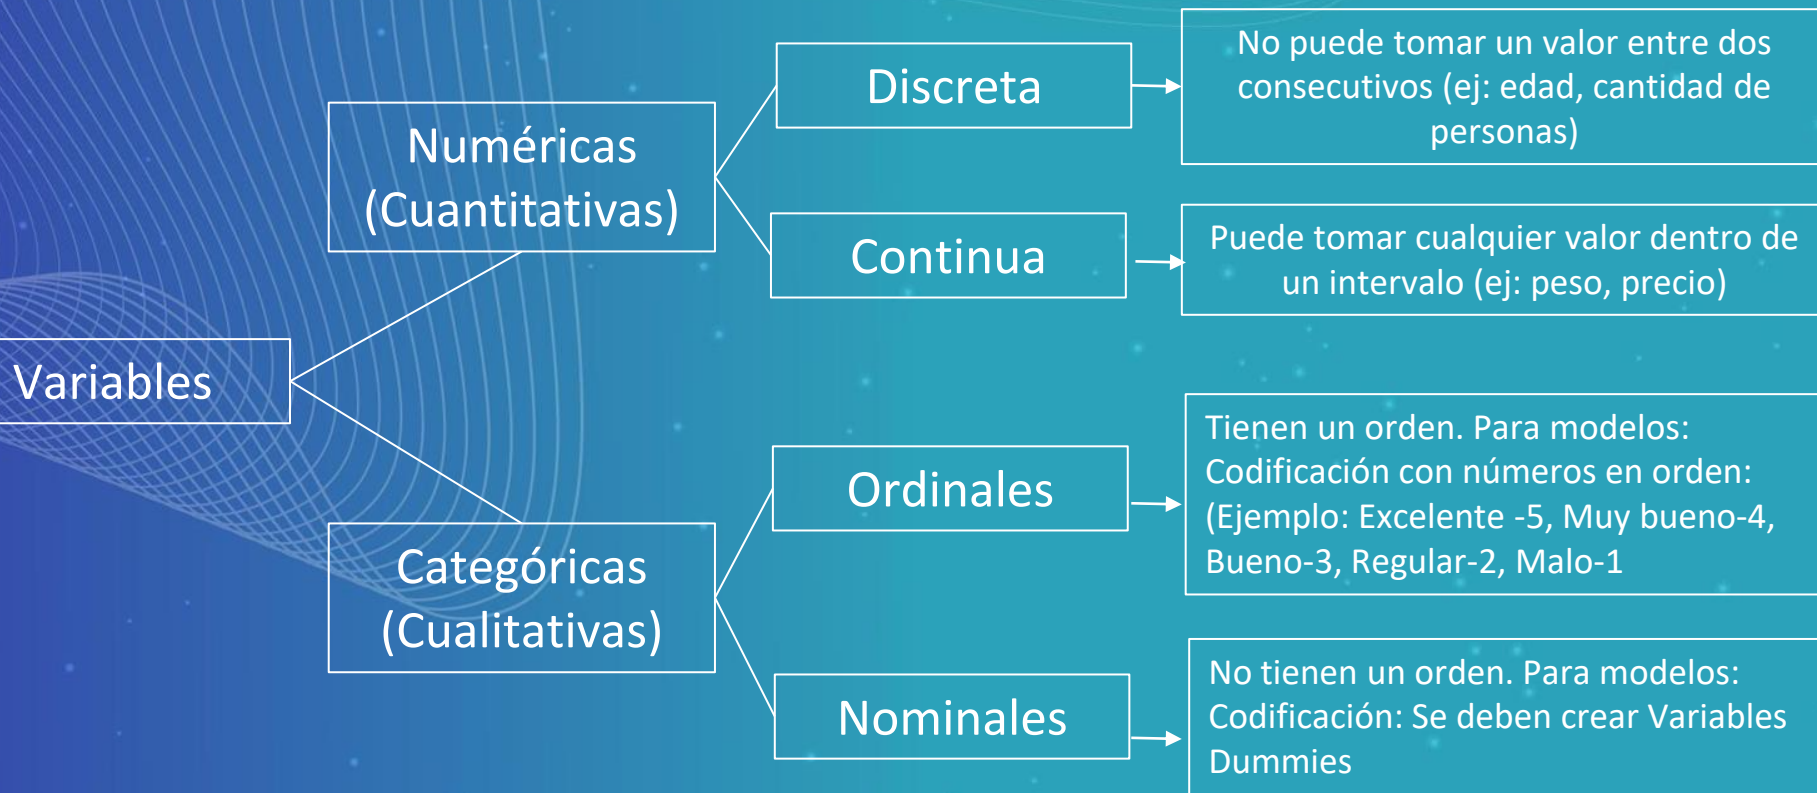 Variables
Numéricas
(Cuantitativas)
Discreta
No puede tomar un valor entre dos
consecutivos (ej: edad, cantidad de
personas)
Continua
Puede tomar cualquier valor dentro de
un intervalo (ej: peso, precio)
Categóricas
(Cualitativas)
Ordinales
Tienen un orden. Para modelos:
Codificación con números en orden:
(Ejemplo: Excelente -5, Muy bueno-4,
Bueno-3, Regular-2, Malo-1
Nominales
No tienen un orden. Para modelos:
Codificación: Se deben crear Variables
Dummies